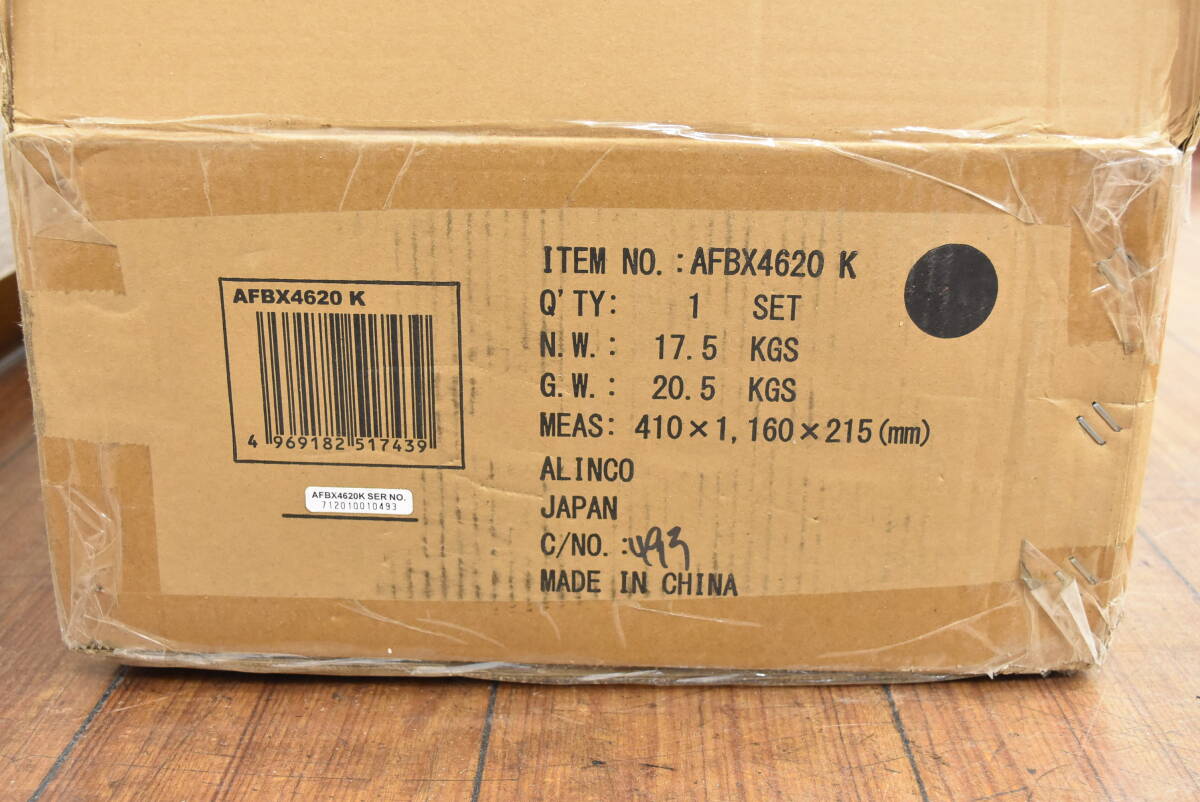 AFBX4620 K
4 969182 517439
AFBX4620K SER NO.
712010010493
ITEM NO. : AFBX4620 K
Q'TY: 1 SET
N.W.: 17.5 KGS
G.W.: 20.5 KGS
MEAS: 410×1,160×215(mm)
ALINCO
JAPAN
C/NO. : 493
MADE IN CHINA